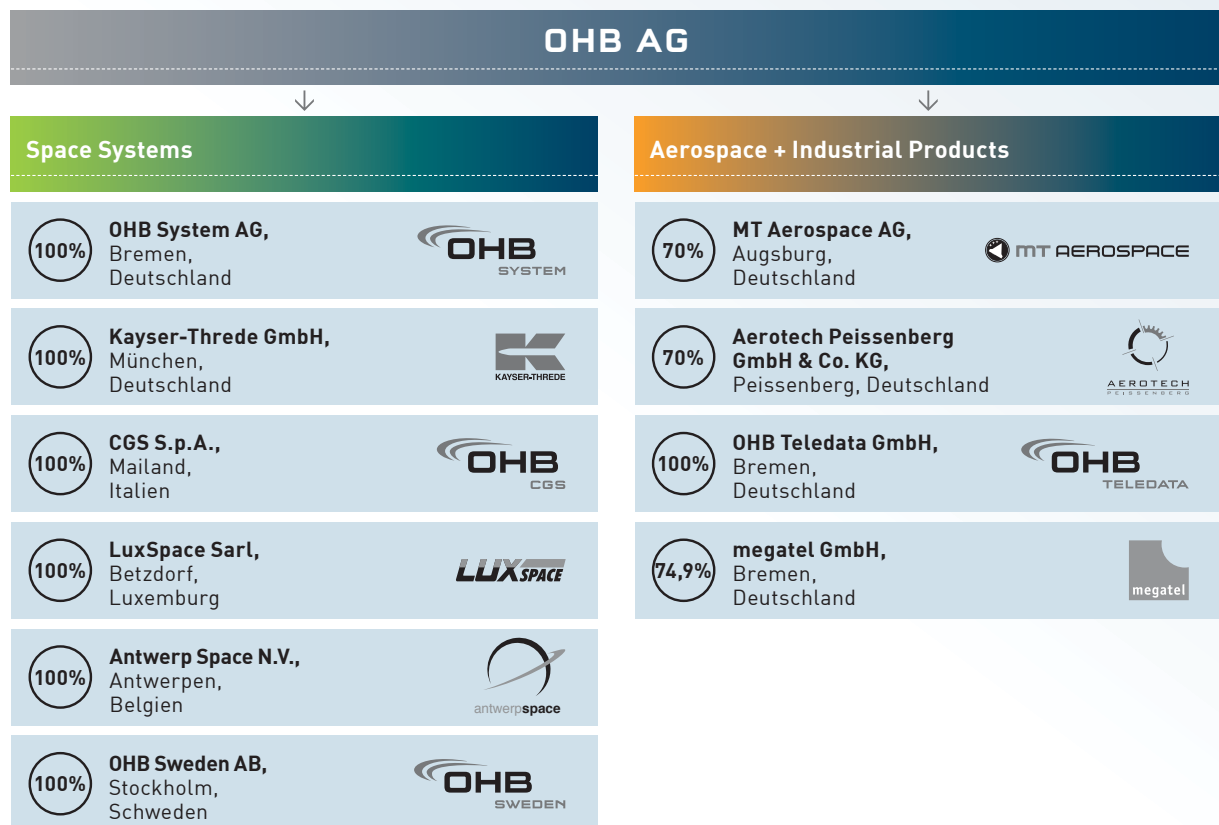 OHB AG
Space Systems
100%
OHB System AG,
Bremen,
Deutschland
OHB
SYSTEM
100%
Kayser-Threde GmbH,
München,
Deutschland
KAYSER-THREDE
100%
CGS S.p.A.,
Mailand,
Italien
OHB
CGS
100%
LuxSpace Sarl,
Betzdorf,
Luxemburg
LUXSPACE
100%
Antwerp Space N.V.,
Antwerpen,
Belgien
antwerpspace
100%
OHB Sweden AB,
Stockholm,
Schweden
OHB
SWEDEN
Aerospace + Industrial Products
70%
MT Aerospace AG,
Augsburg,
Deutschland
MT AEROSPACE
70%
Aerotech Peissenberg
GmbH & Co. KG,
Peissenberg, Deutschland
AEROTECH
PEISSENBERG
100%
OHB Teledata GmbH,
Bremen,
Deutschland
OHB
TELEDATA
74,9%
megatel GmbH,
Bremen,
Deutschland
megatel